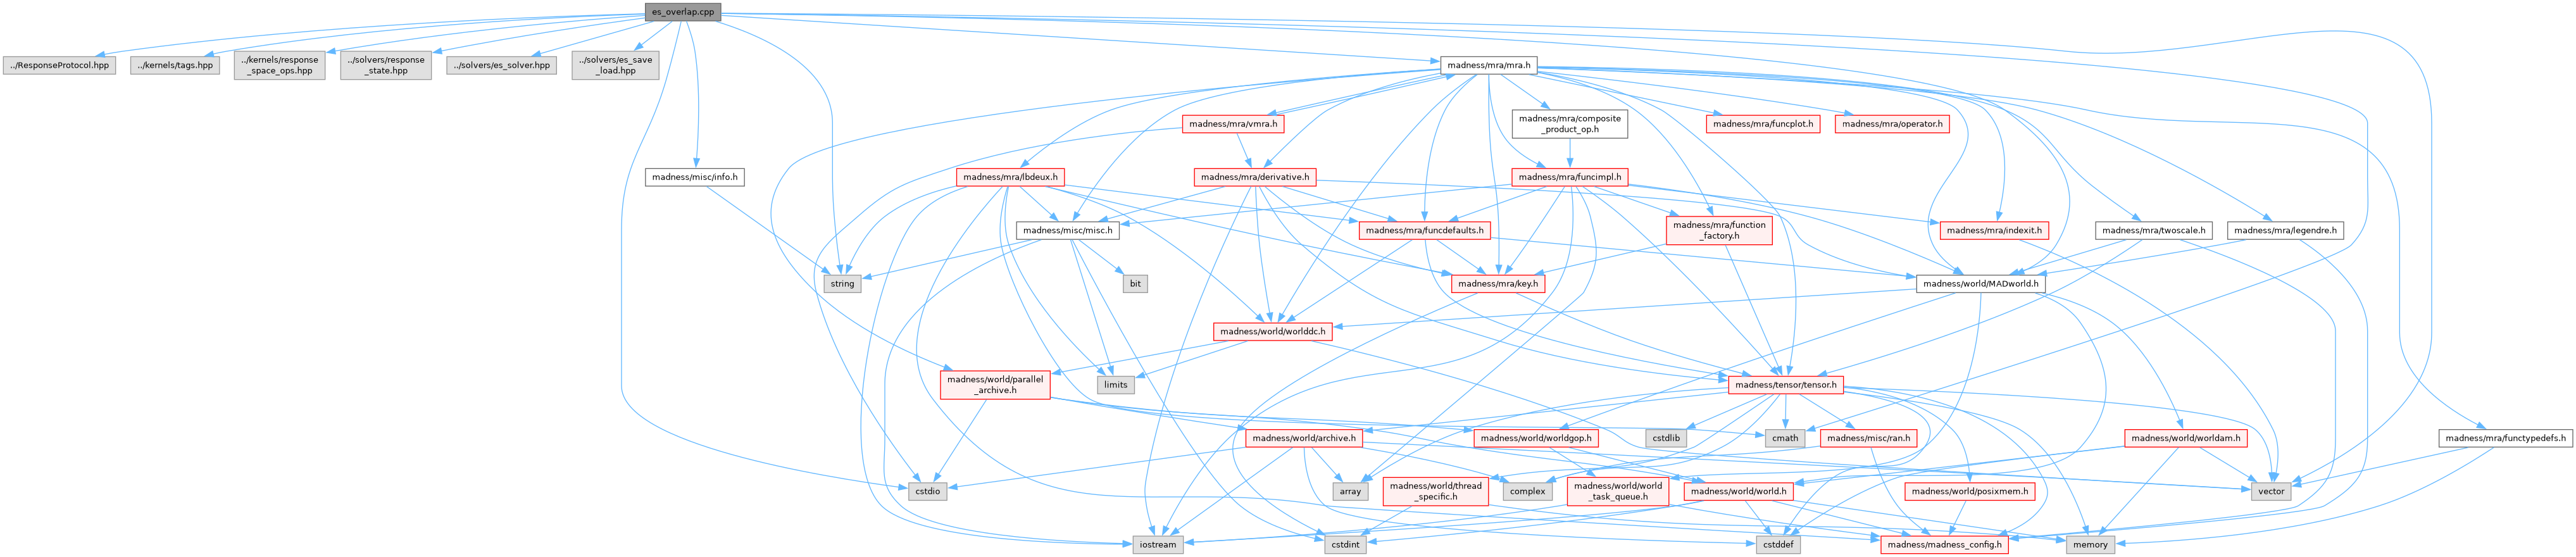 es_overlap.cpp
../ResponseProtocol.hpp
../kernels/tags.hpp
../kernels/response
_space_ops.hpp
../solvers/response
_state.hpp
../solvers/es_solver.hpp
../solvers/es_save
_load.hpp
madness/mra/mra.h
madness/mra/vmra.h
madness/mra/composite
_product_op.h
madness/mra/funcplot.h
madness/mra/operator.h
madness/misc/info.h
madness/mra/lbdeux.h
madness/mra/derivative.h
madness/mra/funcimpl.h
madness/misc/misc.h
madness/mra/funcdefaults.h
madness/mra/function
_factory.h
madness/mra/indexit.h
madness/mra/twoscale.h
madness/mra/legendre.h
string
bit
madness/mra/key.h
madness/world/MADworld.h
madness/world/worlddc.h
madness/world/parallel
_archive.h
limits
madness/tensor/tensor.h
madness/world/archive.h
madness/world/worldgop.h
cstdlib
cmath
madness/misc/ran.h
madness/world/worldam.h
madness/mra/functypedefs.h
cstdio
array
madness/world/thread
_specific.h
complex
madness/world/world
_task_queue.h
madness/world/world.h
madness/world/posixmem.h
vector
iostream
cstdint
cstddef
madness/madness_config.h
memory